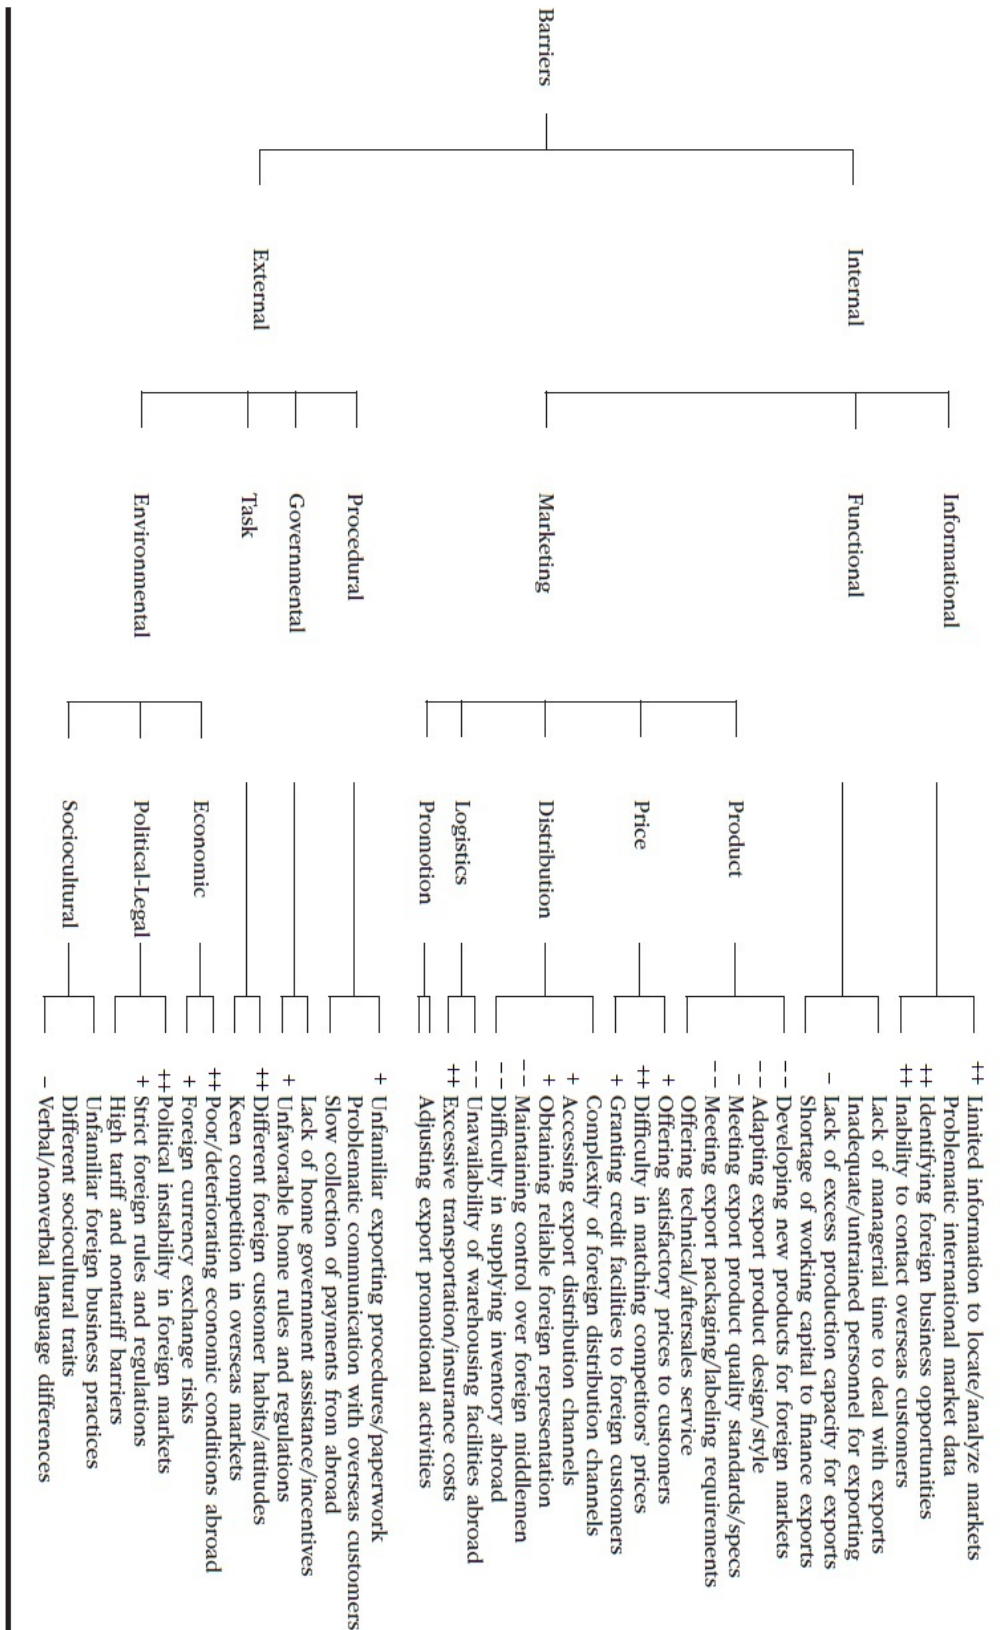 Barriers
Internal
External
Informational
Functional
Marketing
Procedural
Governmental
Task
Environmental
Product
Price
Distribution
Logistics
Promotion
Economic
Political-Legal
Sociocultural
++ Limited information to locate/analyze markets
Problematic international market data
++ Identifying foreign business opportunities
++ Inability to contact overseas customers
Lack of managerial time to deal with exports
Inadequate/untrained personnel for exporting
– Lack of excess production capacity for exports
Shortage of working capital to finance exports
– – Developing new products for foreign markets
– – Adapting export product design/style
– Meeting export product quality standards/specs
– – Meeting export packaging/labeling requirements
Offering technical/aftersales service
+ Offering satisfactory prices to customers
++ Difficulty in matching competitors' prices
+ Granting credit facilities to foreign customers
Complexity of foreign distribution channels
+ Accessing export distribution channels
+ Obtaining reliable foreign representation
– – Maintaining control over foreign middlemen
– – Difficulty in supplying inventory abroad
– – Unavailability of warehousing facilities abroad
++ Excessive transportation/insurance costs
Adjusting export promotional activities
+ Unfamiliar exporting procedures/paperwork
Problematic communication with overseas customers
Slow collection of payments from abroad
Lack of home government assistance/incentives
+ Unfavorable home rules and regulations
++ Different foreign customer habits/attitudes
Keen competition in overseas markets
++ Poor/deteriorating economic conditions abroad
+ Foreign currency exchange risks
++ Political instability in foreign markets
+ Strict foreign rules and regulations
High tariff and nontariff barriers
Unfamiliar foreign business practices
Different sociocultural traits
– Verbal/nonverbal language differences